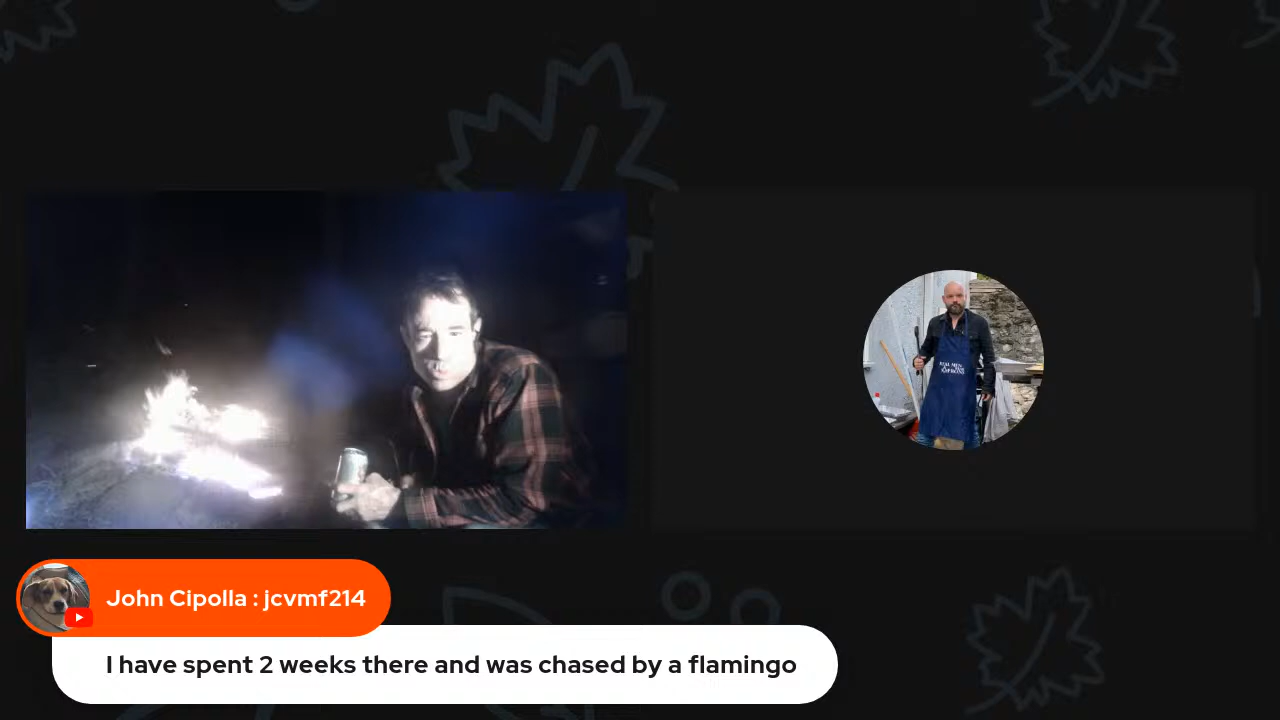 John Cipolla : jcvmf214
I have spent 2 weeks there and was chased by a flamingo